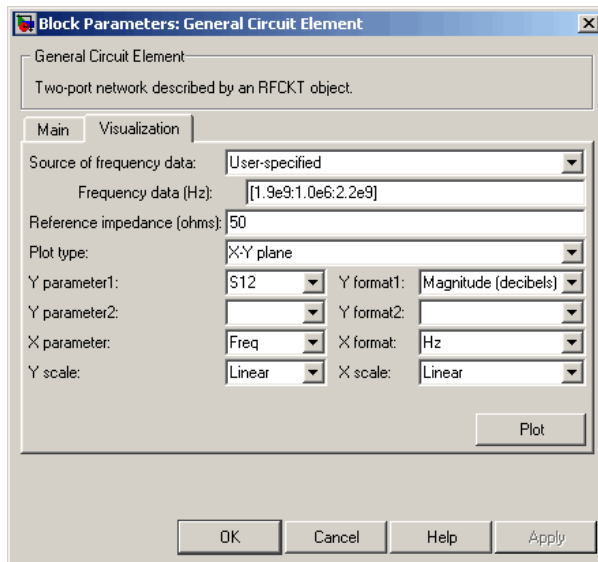 Block Parameters: General Circuit Element
General Circuit Element
Two-port network described by an RFCKT object.
Main Visualization
Source of frequency data: User-specified
Frequency data (Hz): [1.9e9:1.0e6:2.2e9]
Reference impedance (ohms): 50
Plot type: X-Y plane
Y parameter1: S12 Y format1: Magnitude (decibels)
Y parameter2: Y format2:
X parameter: Freq X format: Hz
Y scale: Linear X scale: Linear
Plot
OK Cancel Help Apply